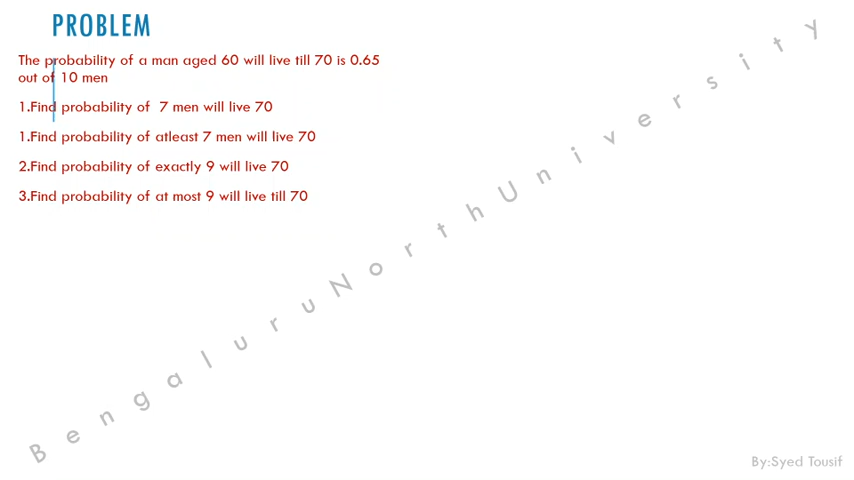 PROBLEM
The probability of a man aged 60 will live till 70 is 0.65
out of 10 men
1.Find probability of 7 men will live 70
1.Find probability of atleast 7 men will live 70
2.Find probability of exactly 9 will live 70
3.Find probability of at most 9 will live till 70
BengaluruNorthUniversity
By:Syed Tousif